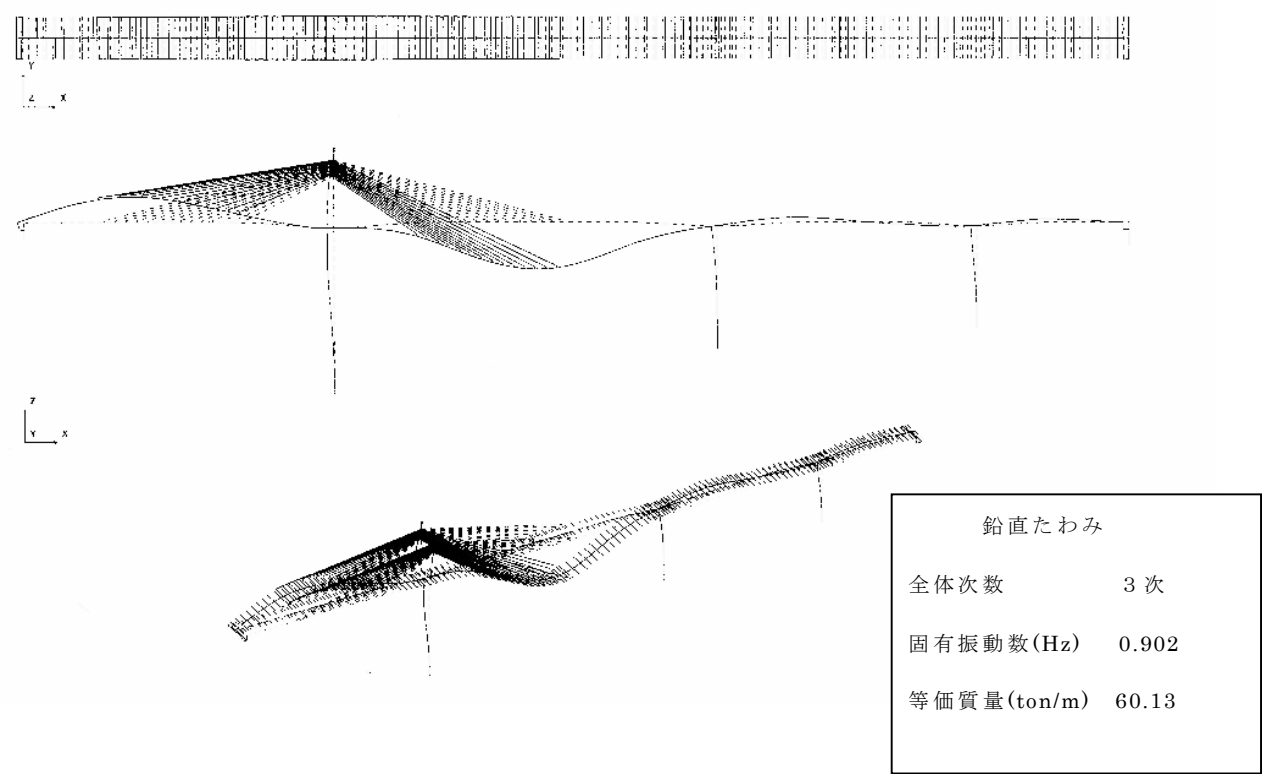 Y
Z X
Z
Y X
鉛直たわみ
全体次数 3次
固有振動数(Hz) 0.902
等価質量(ton/m) 60.13